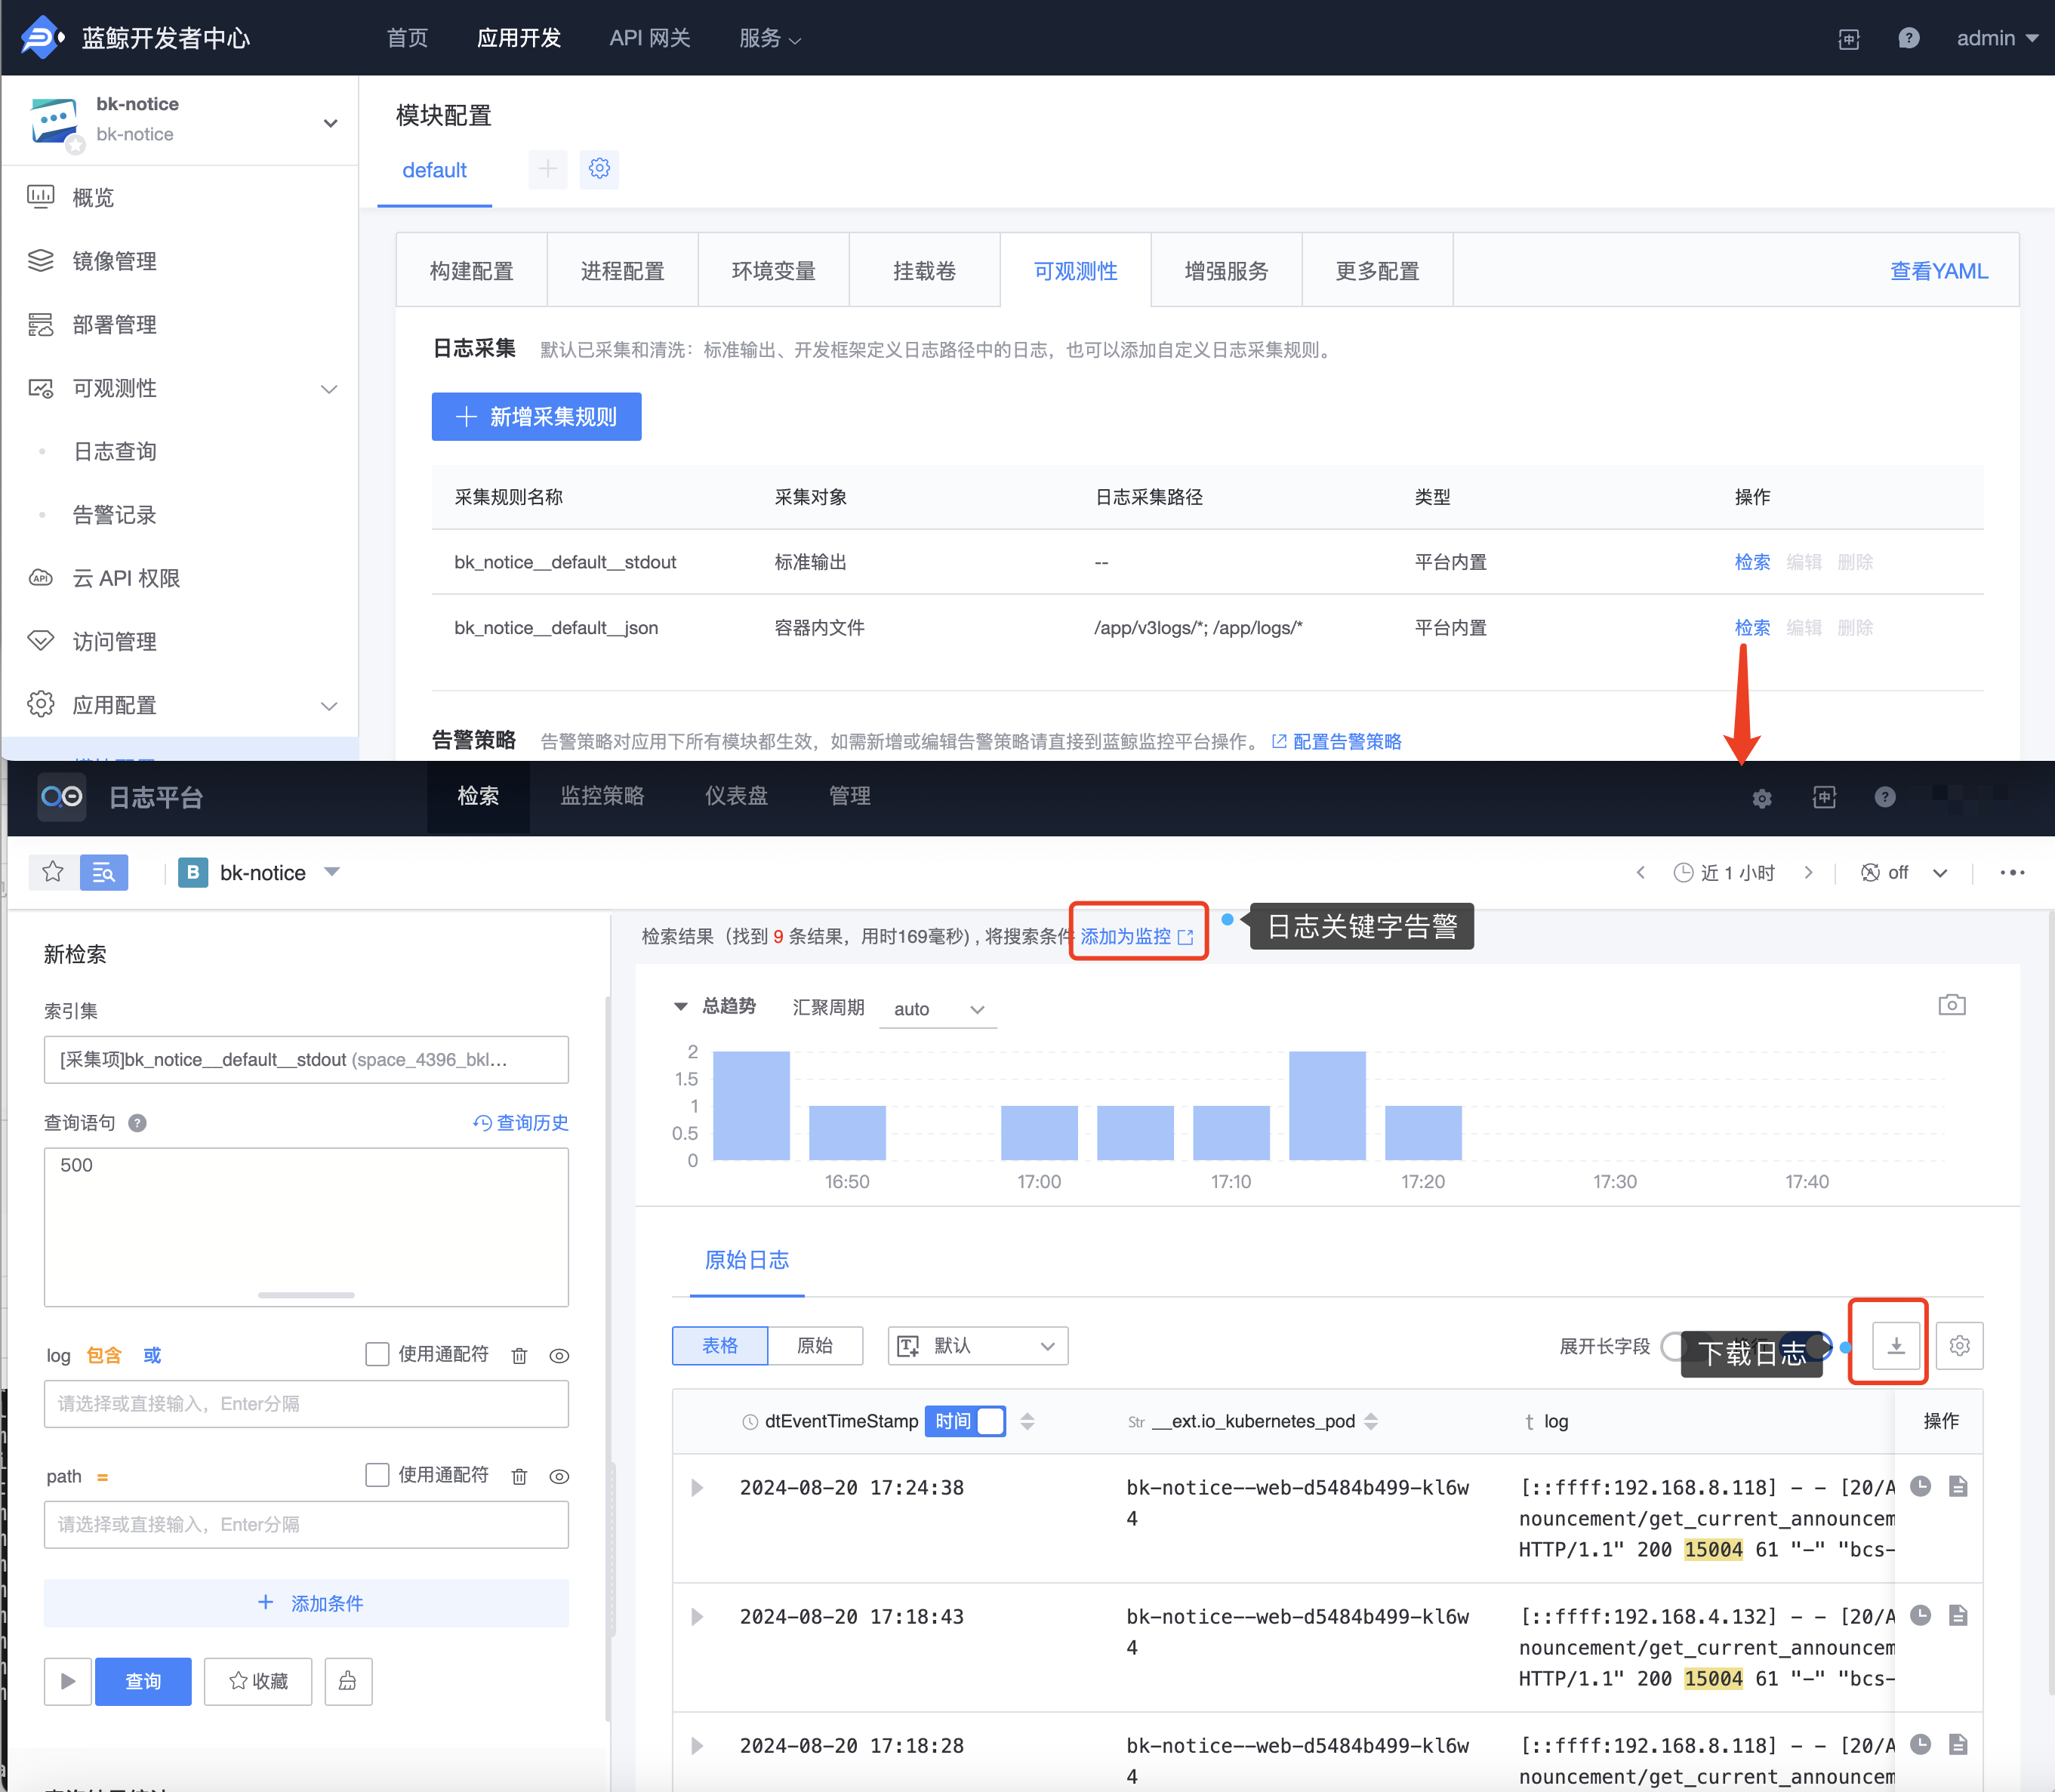 蓝鲸开发者中心
首页 应用开发 API 网关 服务
admin
bk-notice
bk-notice
概览
镜像管理
部署管理
可观测性
日志查询
告警记录
云 API 权限
访问管理
应用配置
模块配置
default
构建配置 进程配置 环境变量 挂载卷 可观测性 增强服务 更多配置 查看YAML
日志采集 默认已采集和清洗：标准输出、开发框架定义日志路径中的日志，也可以添加自定义日志采集规则。
新增采集规则
采集规则名称 采集对象 日志采集路径 类型 操作
bk_notice__default__stdout 标准输出 -- 平台内置 检索 编辑 删除
bk_notice__default__json 容器内文件 /app/v3logs/*; /app/logs/* 平台内置 检索 编辑 删除
告警策略 告警策略对应用下所有模块都生效，如需新增或编辑告警策略请直接到蓝鲸监控平台操作。 配置告警策略
日志平台 检索 监控策略 仪表盘 管理
B bk-notice
近 1 小时 off
新检索
索引集
[采集项]bk_notice__default__stdout (space_4396_bkl...
查询语句 查询历史
500
log 包含 或 使用通配符
请选择或直接输入，Enter分隔
path = 使用通配符
请选择或直接输入，Enter分隔
+ 添加条件
查询 收藏
检索结果（找到 9 条结果，用时169毫秒）, 将搜索条件 添加为监控
日志关键字告警
总趋势 汇聚周期 auto
2
1.5
1
0.5
0
16:50 17:00 17:10 17:20 17:30 17:40
原始日志
表格 原始 默认 展开长字段
下载日志
dtEventTimeStamp 时间 Str __ext.io_kubernetes_pod t log 操作
2024-08-20 17:24:38 bk-notice--web-d5484b499-kl6w [::ffff:192.168.8.118] - - [20/A
4 nouncement/get_current_announcem
HTTP/1.1" 200 15004 61 "-" "bcs-
2024-08-20 17:18:43 bk-notice--web-d5484b499-kl6w [::ffff:192.168.4.132] - - [20/A
4 nouncement/get_current_announcem
HTTP/1.1" 200 15004 61 "-" "bcs-
2024-08-20 17:18:28 bk-notice--web-d5484b499-kl6w [::ffff:192.168.8.118] - - [20/A
4 nouncement/get_current_announcem